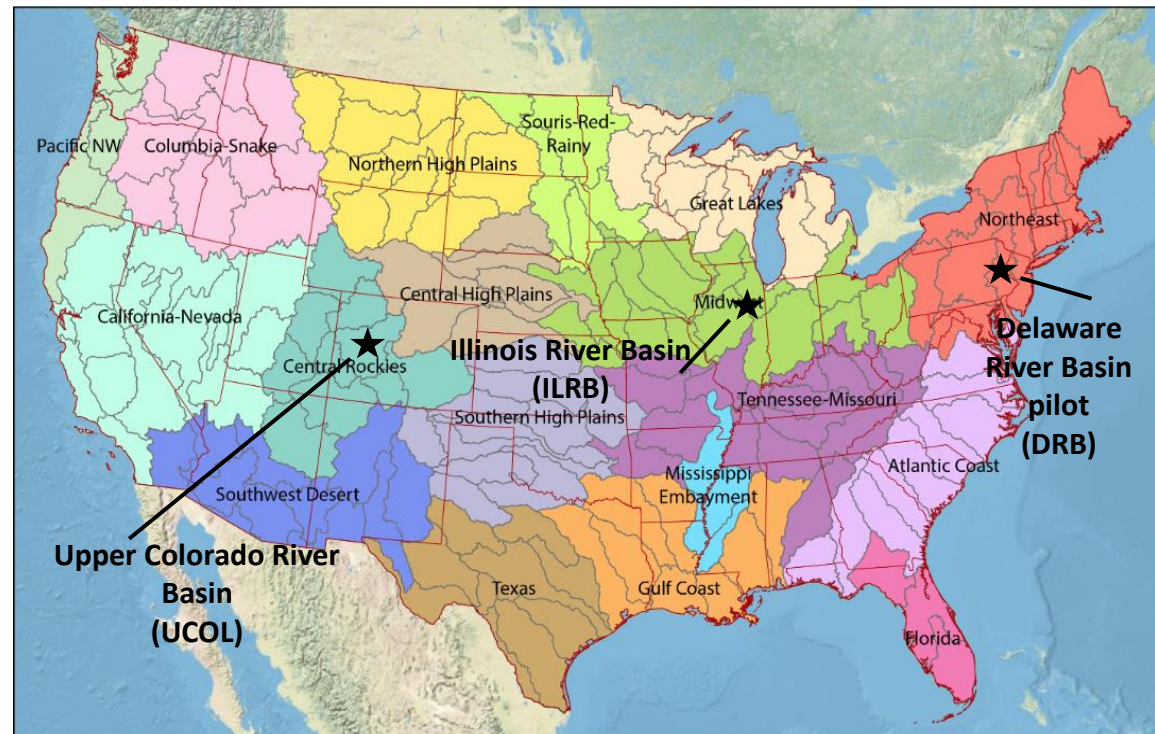 Pacific NW
Columbia-Snake
Northern High Plains
Souris-Red-
Rainy
Great Lakes
Northeast
California-Nevada
Central Rockies
Central High Plains
Midwest
Illinois River Basin
(ILRB)
Delaware
River Basin
pilot
(DRB)
Southern High Plains
Tennessee-Missouri
Mississippi
Embayment
Atlantic Coast
Southwest Desert
Upper Colorado River
Basin
(UCOL)
Texas
Gulf Coast
Florida